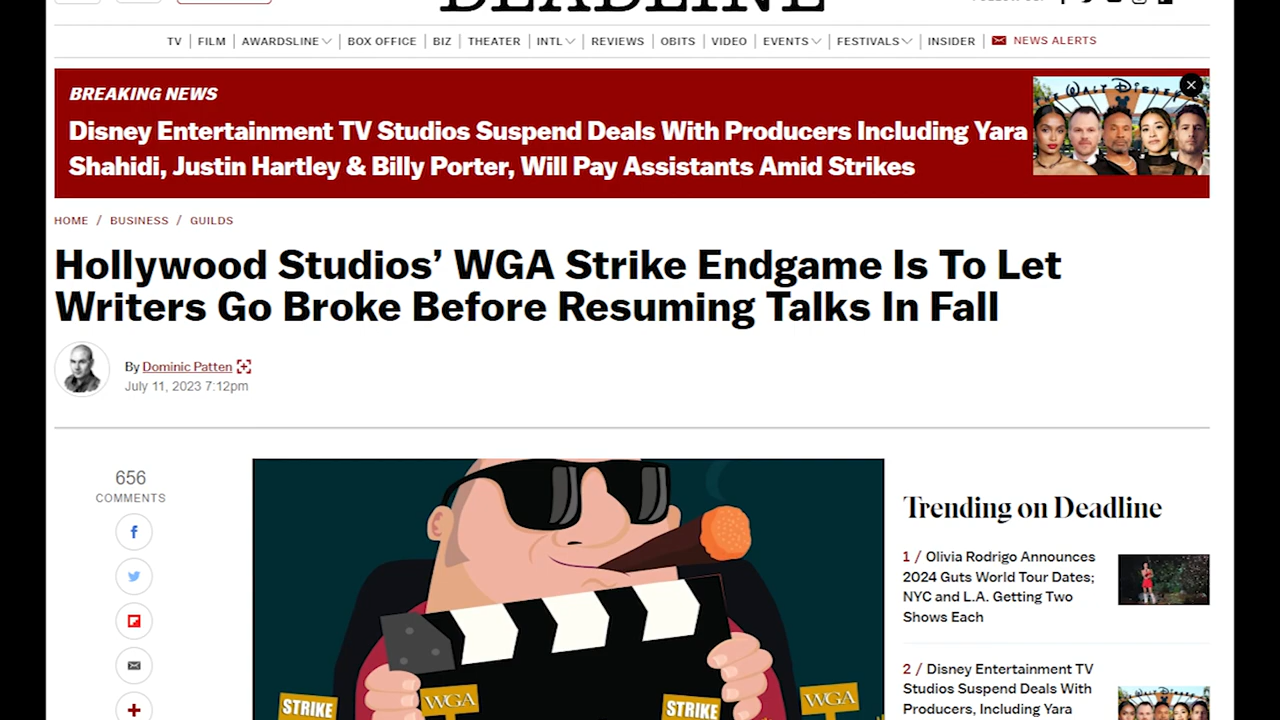 DEADLINE
TV | FILM | AWARDSLINE | BOX OFFICE | BIZ | THEATER | INTL | REVIEWS | OBITS | VIDEO | EVENTS | FESTIVALS | INSIDER | NEWS ALERTS
BREAKING NEWS
Disney Entertainment TV Studios Suspend Deals With Producers Including Yara
Shahidi, Justin Hartley & Billy Porter, Will Pay Assistants Amid Strikes
WALT DISNEY
HOME / BUSINESS / GUILDS
Hollywood Studios’ WGA Strike Endgame Is To Let
Writers Go Broke Before Resuming Talks In Fall
By Dominic Patten
July 11, 2023 7:12pm
656
COMMENTS
STRIKE
WGA
STRIKE
WGA
Trending on Deadline
1 / Olivia Rodrigo Announces
2024 Guts World Tour Dates;
NYC and L.A. Getting Two
Shows Each
2 / Disney Entertainment TV
Studios Suspend Deals With
Producers, Including Yara